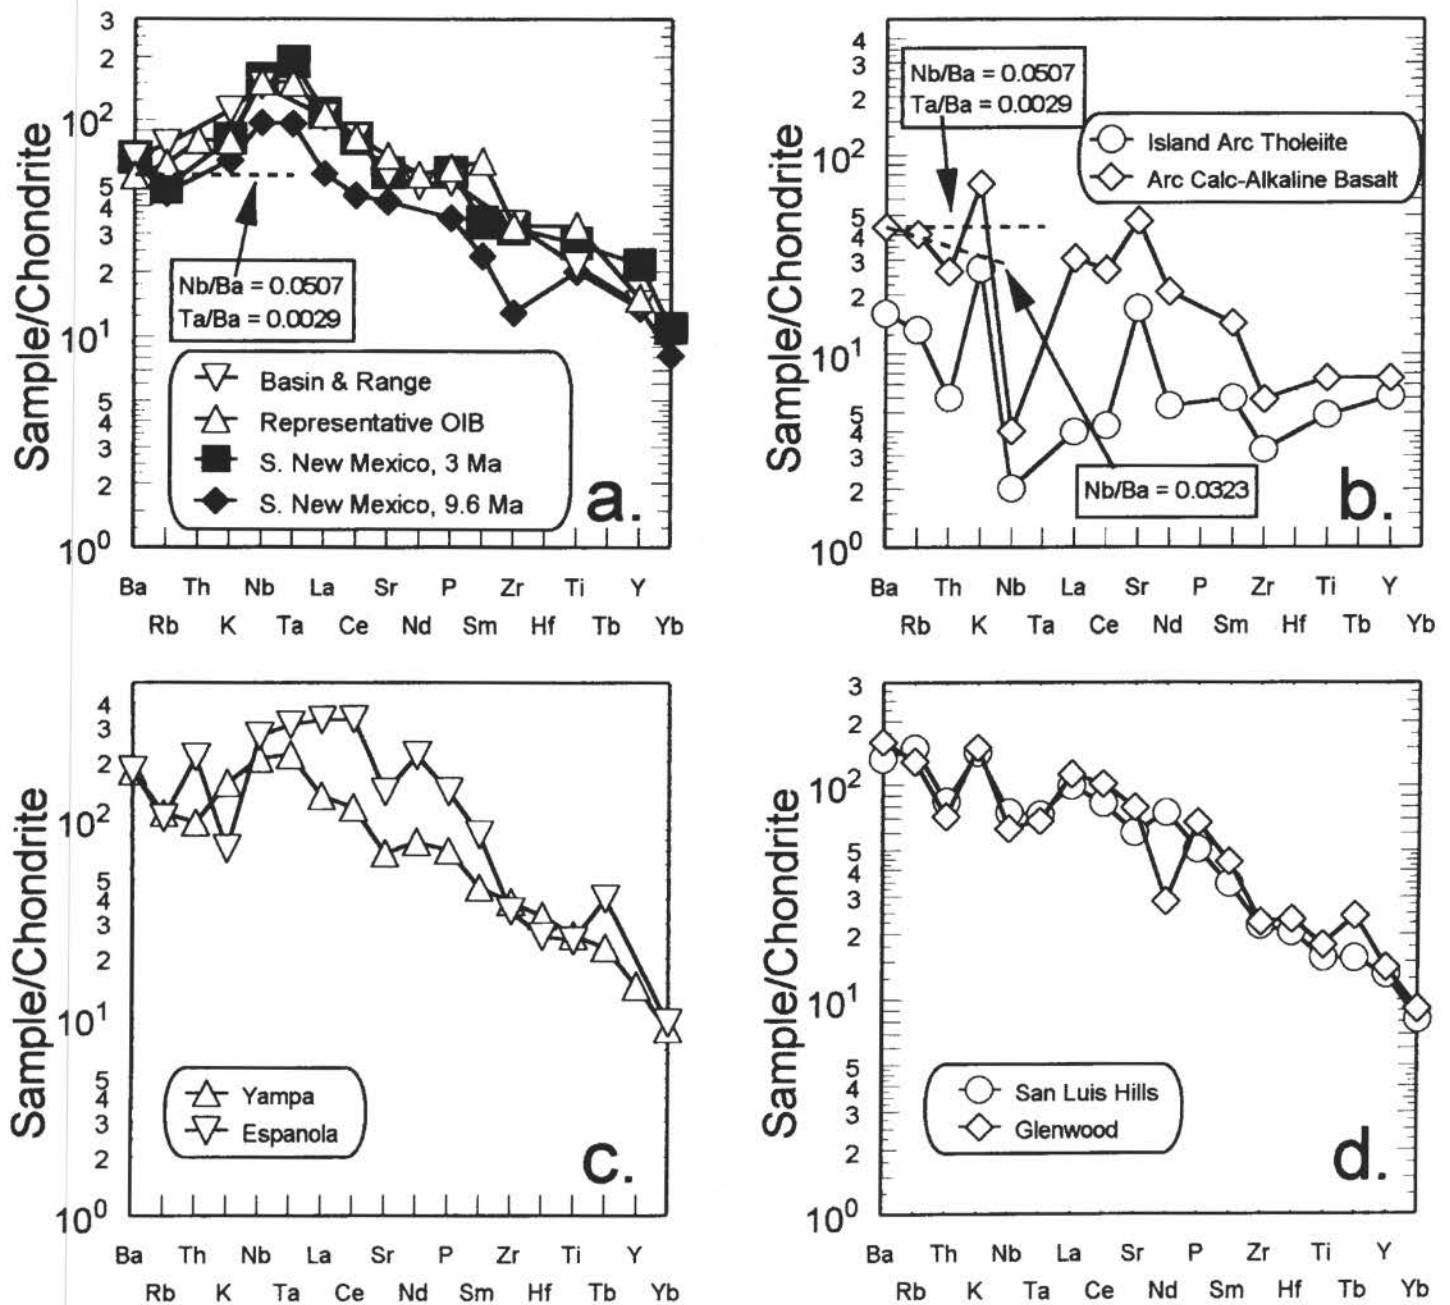 3
2
10²
5
4
3
2
10¹
5
4
3
2
10⁰
Sample/Chondrite
Nb/Ba = 0.0507
Ta/Ba = 0.0029
Basin & Range
Representative OIB
S. New Mexico, 3 Ma
S. New Mexico, 9.6 Ma
a.
Ba Th Nb La Sr P Zr Ti Y
Rb K Ta Ce Nd Sm Hf Tb Yb
4
3
2
10²
5
4
3
2
10¹
5
4
3
2
10⁰
Sample/Chondrite
Nb/Ba = 0.0507
Ta/Ba = 0.0029
Island Arc Tholeiite
Arc Calc-Alkaline Basalt
Nb/Ba = 0.0323
b.
Ba Th Nb La Sr P Zr Ti Y
Rb K Ta Ce Nd Sm Hf Tb Yb
4
3
2
10²
5
4
3
2
10¹
5
4
3
2
10⁰
Sample/Chondrite
Yampa
Espanola
c.
Ba Th Nb La Sr P Zr Ti Y
Rb K Ta Ce Nd Sm Hf Tb Yb
3
2
10²
5
4
3
2
10¹
5
4
3
2
10⁰
Sample/Chondrite
San Luis Hills
Glenwood
d.
Ba Th Nb La Sr P Zr Ti Y
Rb K Ta Ce Nd Sm Hf Tb Yb